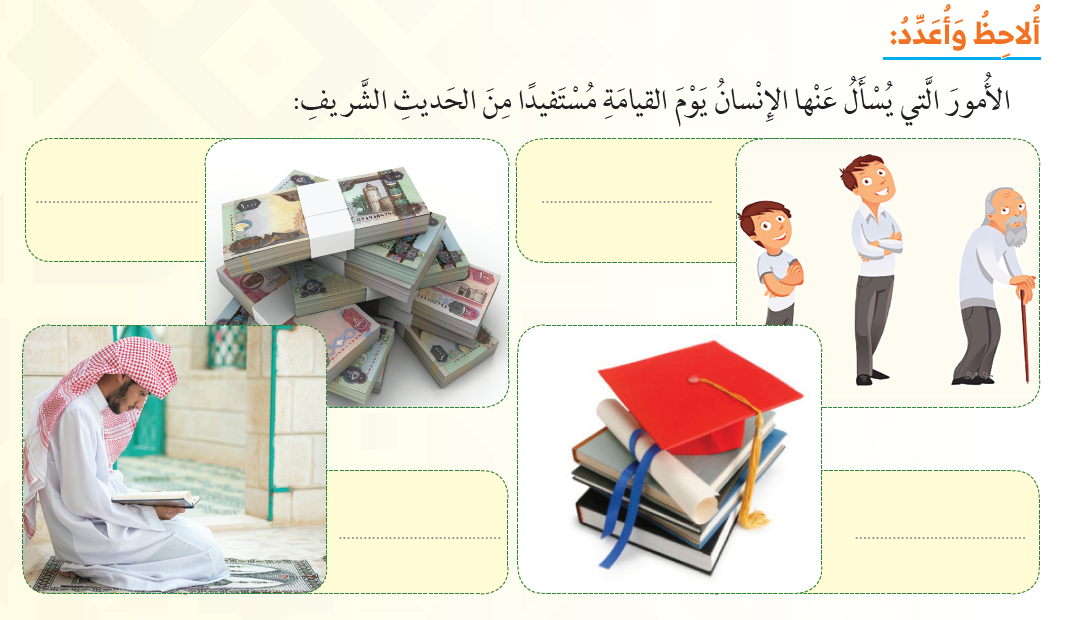 أُلاحِظُ وَأُعَدِّدُ:
الأُمورَ الَّتي يُسْأَلُ عَنْها الإِنْسانُ يَوْمَ القيامَةِ مُسْتَفيدًا مِنَ الحَديثِ الشَّريفِ: